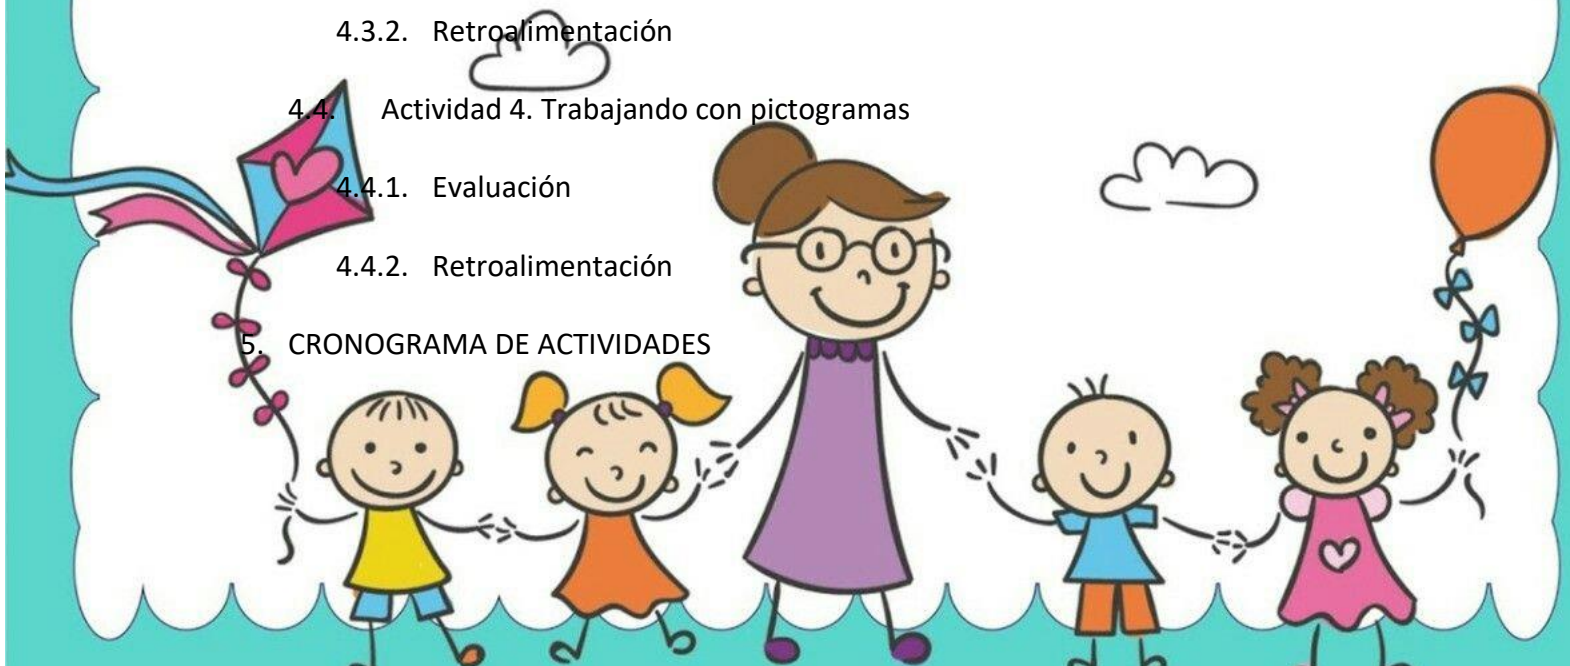 4.3.2. Retroalimentación
4.4. Actividad 4. Trabajando con pictogramas
4.4.1. Evaluación
4.4.2. Retroalimentación
5. CRONOGRAMA DE ACTIVIDADES